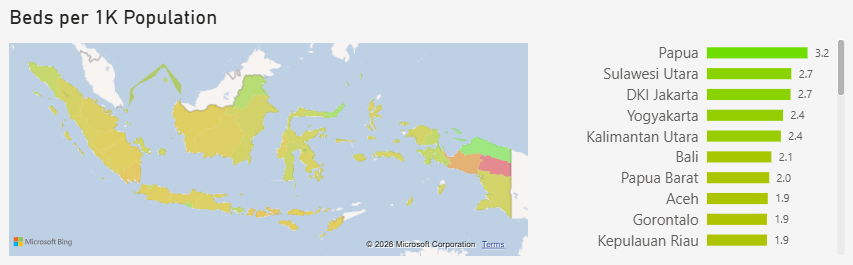 Beds per 1K Population
Papua 3.2
Sulawesi Utara 2.7
DKI Jakarta 2.7
Yogyakarta 2.4
Kalimantan Utara 2.4
Bali 2.1
Papua Barat 2.0
Aceh 1.9
Gorontalo 1.9
Kepulauan Riau 1.9
Microsoft Bing
© 2026 Microsoft Corporation Terms